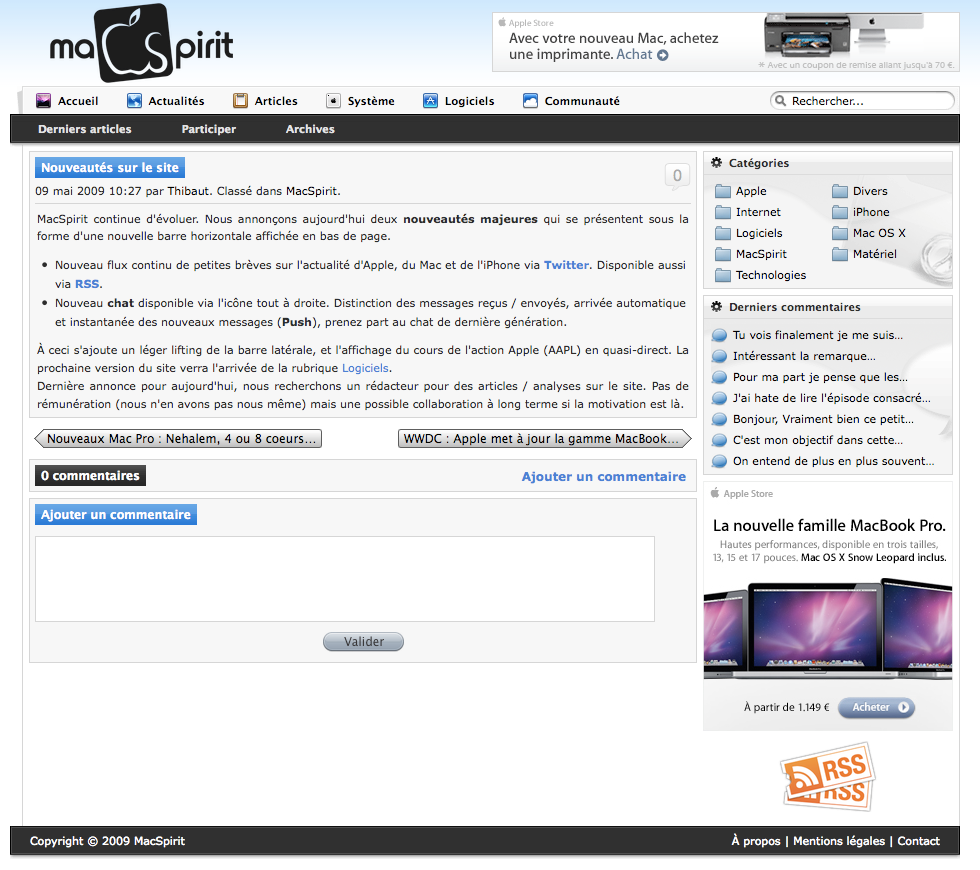 macSpirit
Apple Store
Avec votre nouveau Mac, achetez
une imprimante. Achat
* Avec un coupon de remise allant jusqu'à 70 €.
Accueil Actualités Articles Système Logiciels Communauté Rechercher...
Derniers articles Participer Archives
Nouveautés sur le site
0
09 mai 2009 10:27 par Thibaut. Classé dans MacSpirit.
MacSpirit continue d'évoluer. Nous annonçons aujourd'hui deux nouveautés majeures qui se présentent sous la
forme d'une nouvelle barre horizontale affichée en bas de page.
• Nouveau flux continu de petites brèves sur l'actualité d'Apple, du Mac et de l'iPhone via Twitter. Disponible aussi
via RSS.
• Nouveau chat disponible via l'icône tout à droite. Distinction des messages reçus / envoyés, arrivée automatique
et instantanée des nouveaux messages (Push), prenez part au chat de dernière génération.
À ceci s'ajoute un léger lifting de la barre latérale, et l'affichage du cours de l'action Apple (AAPL) en quasi-direct. La
prochaine version du site verra l'arrivée de la rubrique Logiciels.
Dernière annonce pour aujourd'hui, nous recherchons un rédacteur pour des articles / analyses sur le site. Pas de
rémunération (nous n'en avons pas nous même) mais une possible collaboration à long terme si la motivation est là.
Nouveaux Mac Pro : Nehalem, 4 ou 8 coeurs...
WWDC : Apple met à jour la gamme MacBook...
0 commentaires
Ajouter un commentaire
Ajouter un commentaire
Valider
Catégories
Apple Divers
Internet iPhone
Logiciels Mac OS X
MacSpirit Matériel
Technologies
Derniers commentaires
Tu vois finalement je me suis...
Intéressant la remarque...
Pour ma part je pense que les...
J'ai hate de lire l'épisode consacré...
Bonjour, Vraiment bien ce petit...
C'est mon objectif dans cette...
On entend de plus en plus souvent...
Apple Store
La nouvelle famille MacBook Pro.
Hautes performances, disponible en trois tailles,
13, 15 et 17 pouces. Mac OS X Snow Leopard inclus.
À partir de 1.149 € Acheter
RSS
RSS
Copyright © 2009 MacSpirit
À propos | Mentions légales | Contact